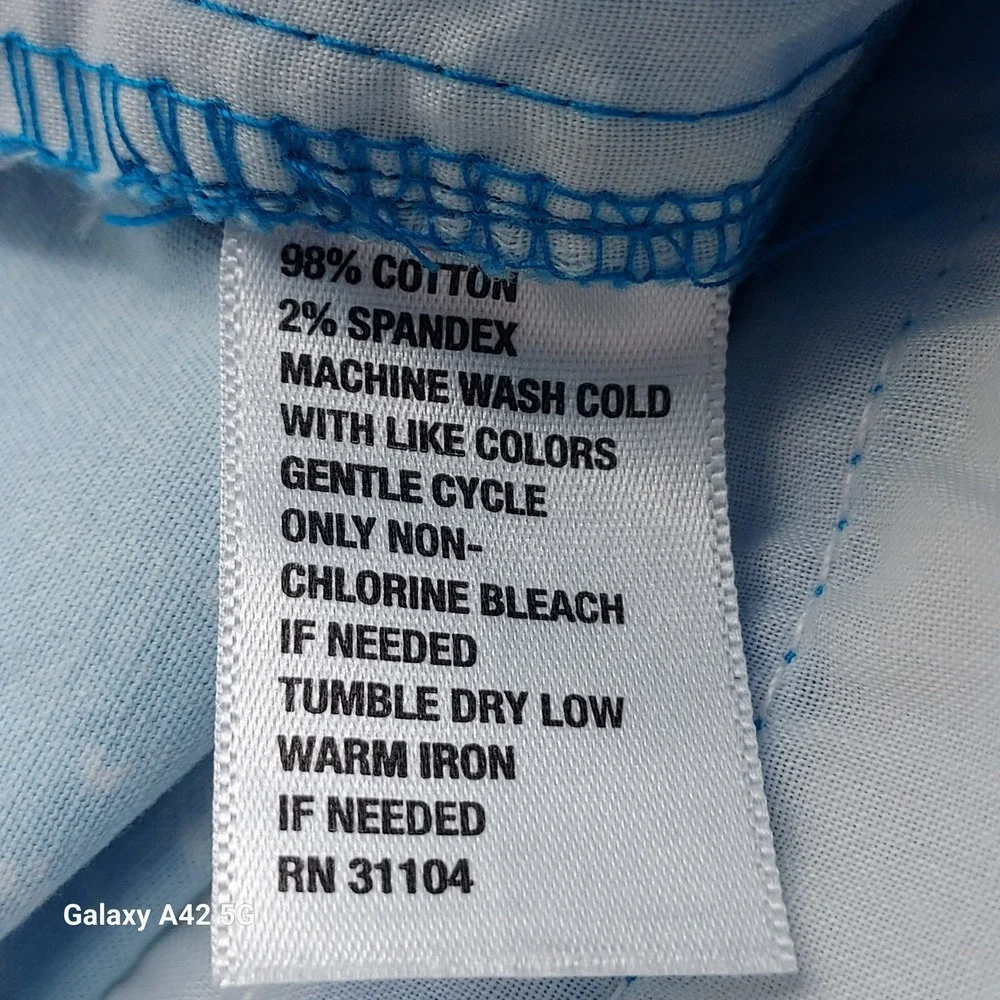 98% COTTON
2% SPANDEX
MACHINE WASH COLD
WITH LIKE COLORS
GENTLE CYCLE
ONLY NON-
CHLORINE BLEACH
IF NEEDED
TUMBLE DRY LOW
WARM IRON
IF NEEDED
RN 31104
Galaxy A42 5G